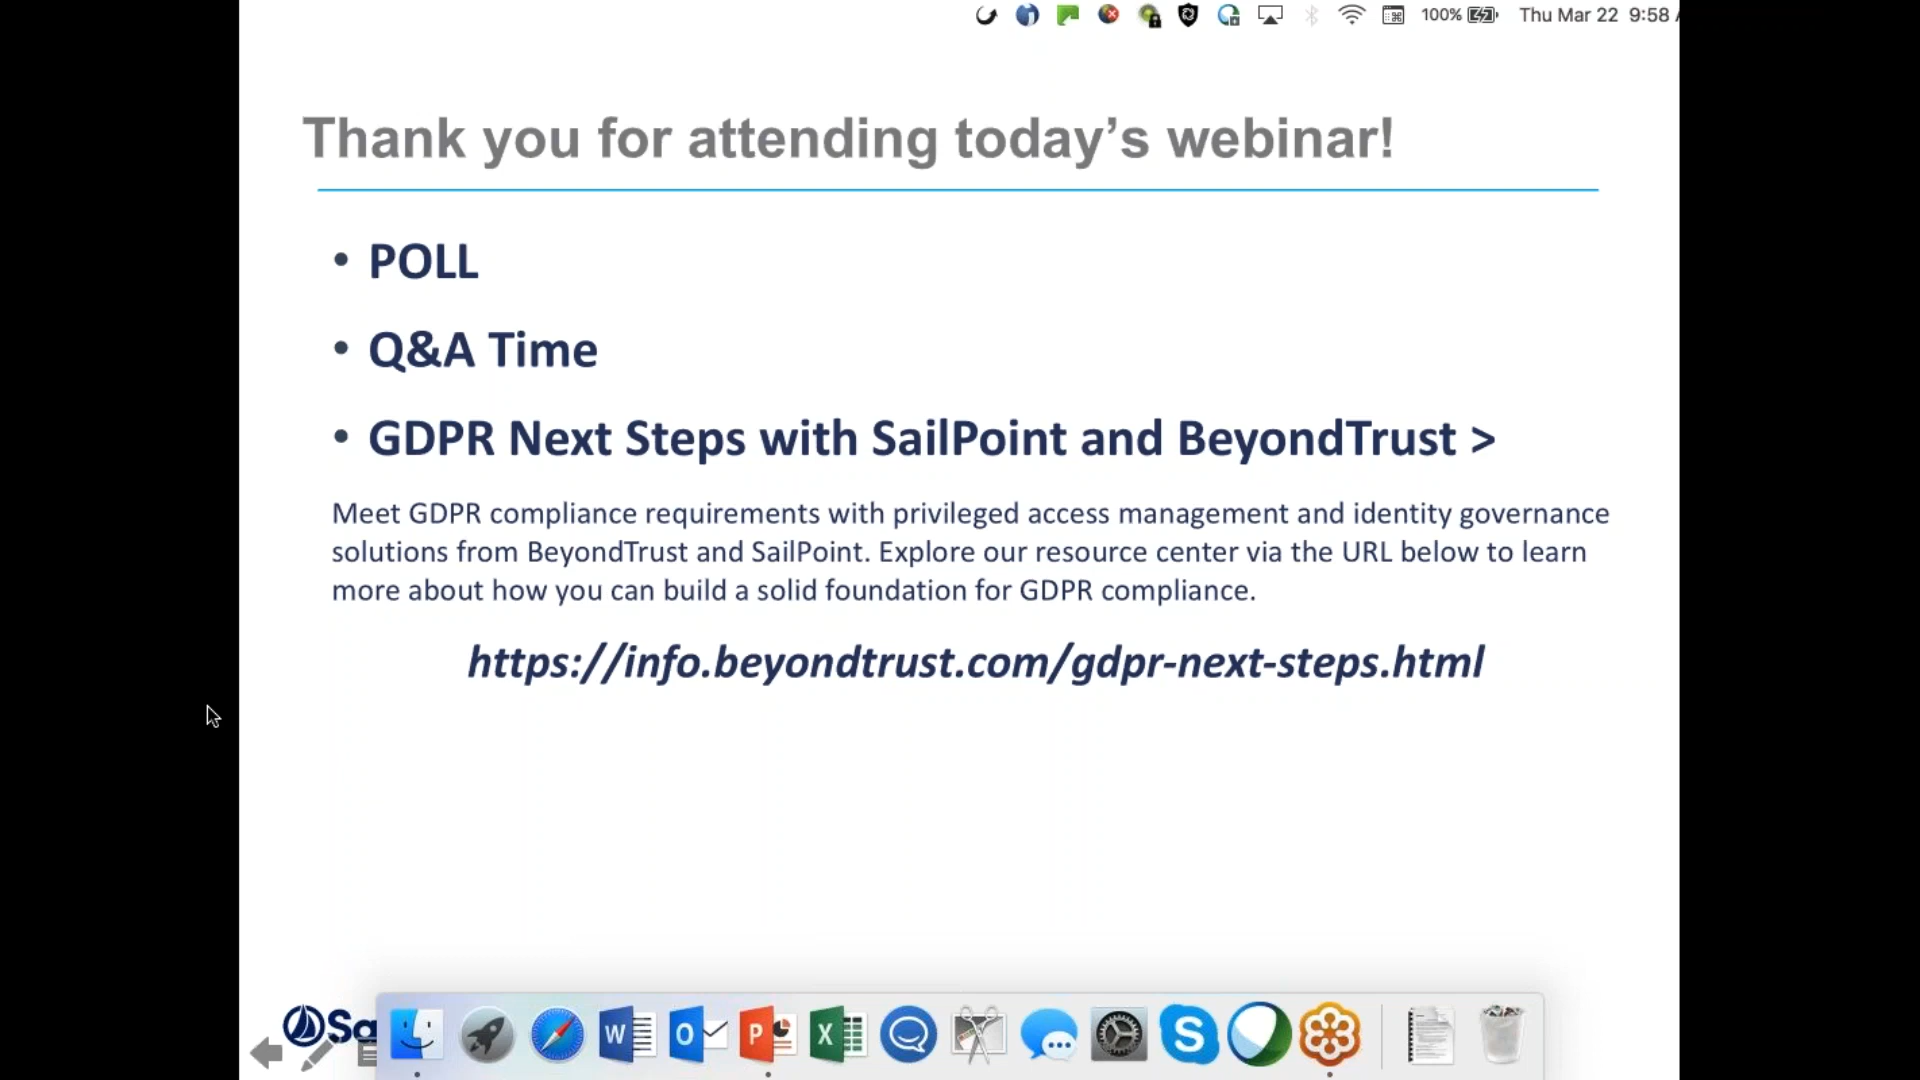 100% Thu Mar 22 9:58
Thank you for attending today’s webinar!
• POLL
• Q&A Time
• GDPR Next Steps with SailPoint and BeyondTrust >
Meet GDPR compliance requirements with privileged access management and identity governance
solutions from BeyondTrust and SailPoint. Explore our resource center via the URL below to learn
more about how you can build a solid foundation for GDPR compliance.
https://info.beyondtrust.com/gdpr-next-steps.html
Sa
W O P X S